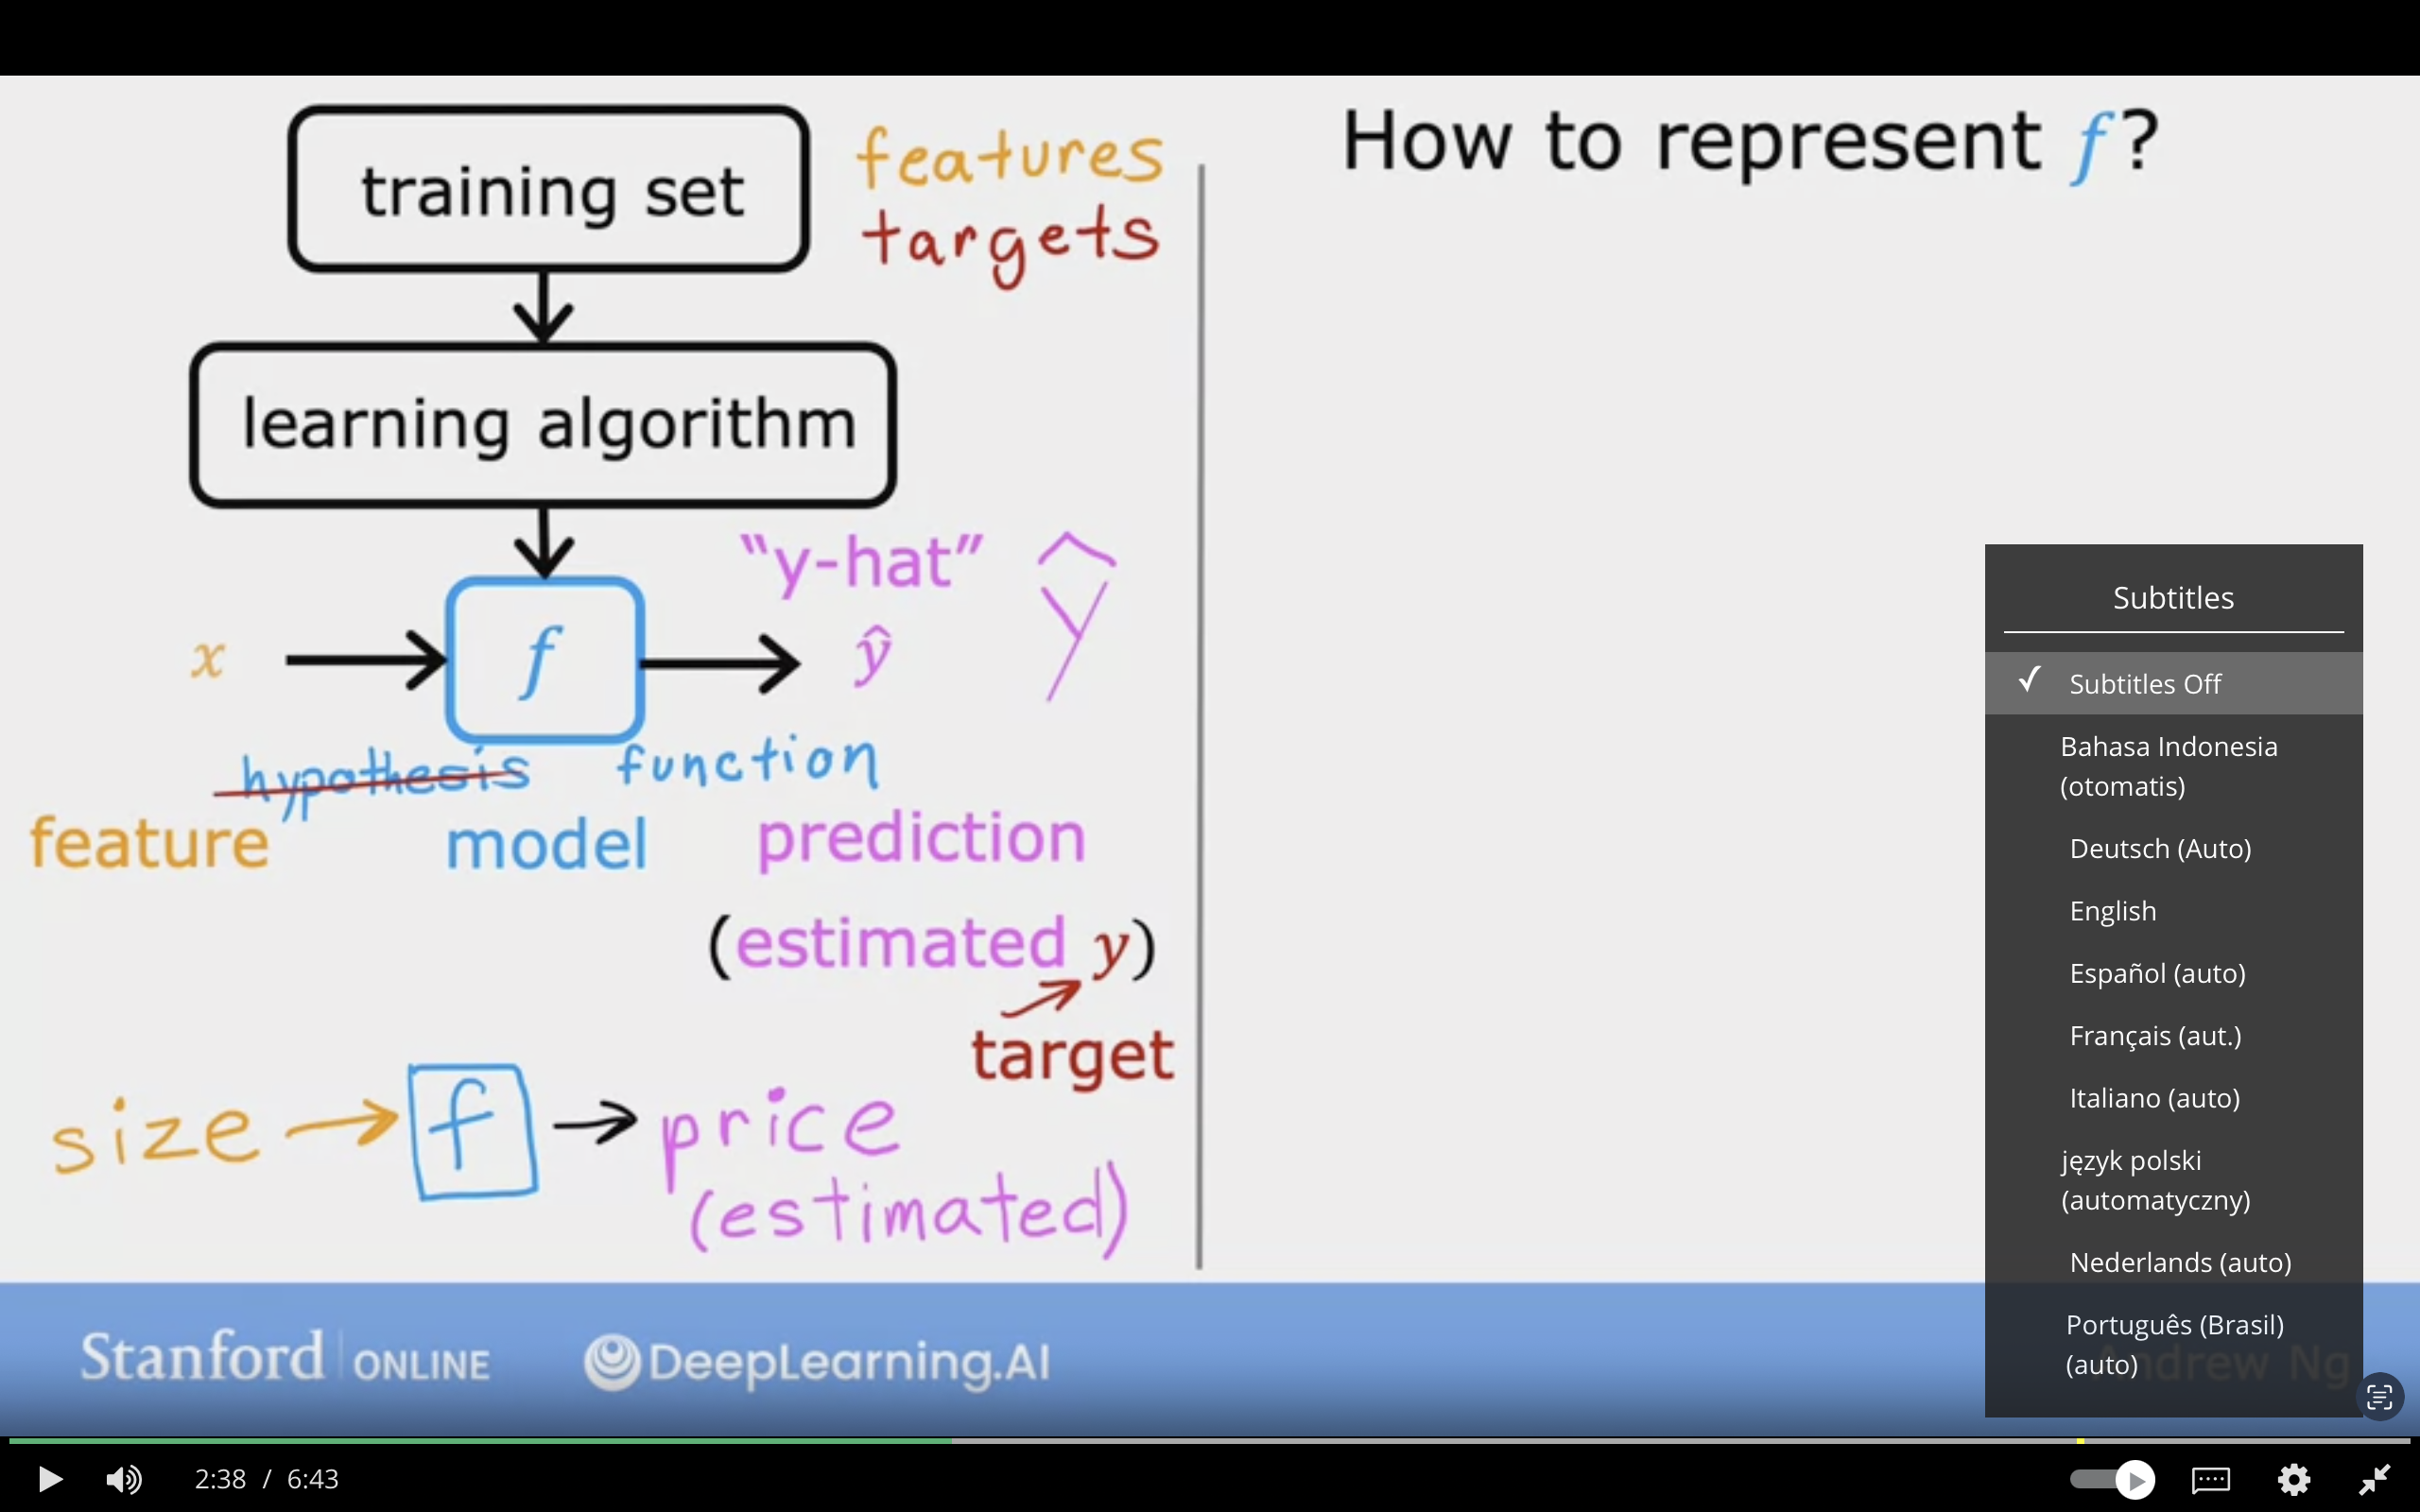 training set
features
targets
learning algorithm
"y-hat"
ŷ
x
f
ŷ
hypothesis
function
feature
model
prediction
(estimated y)
target
size
f
price
(estimated)
How to represent f?
Subtitles
Subtitles Off
Bahasa Indonesia
(otomatis)
Deutsch (Auto)
English
Español (auto)
Français (aut.)
Italiano (auto)
język polski
(automatyczny)
Nederlands (auto)
Português (Brasil)
(auto)
Stanford | ONLINE
DeepLearning.AI
Andrew Ng
2:38 / 6:43